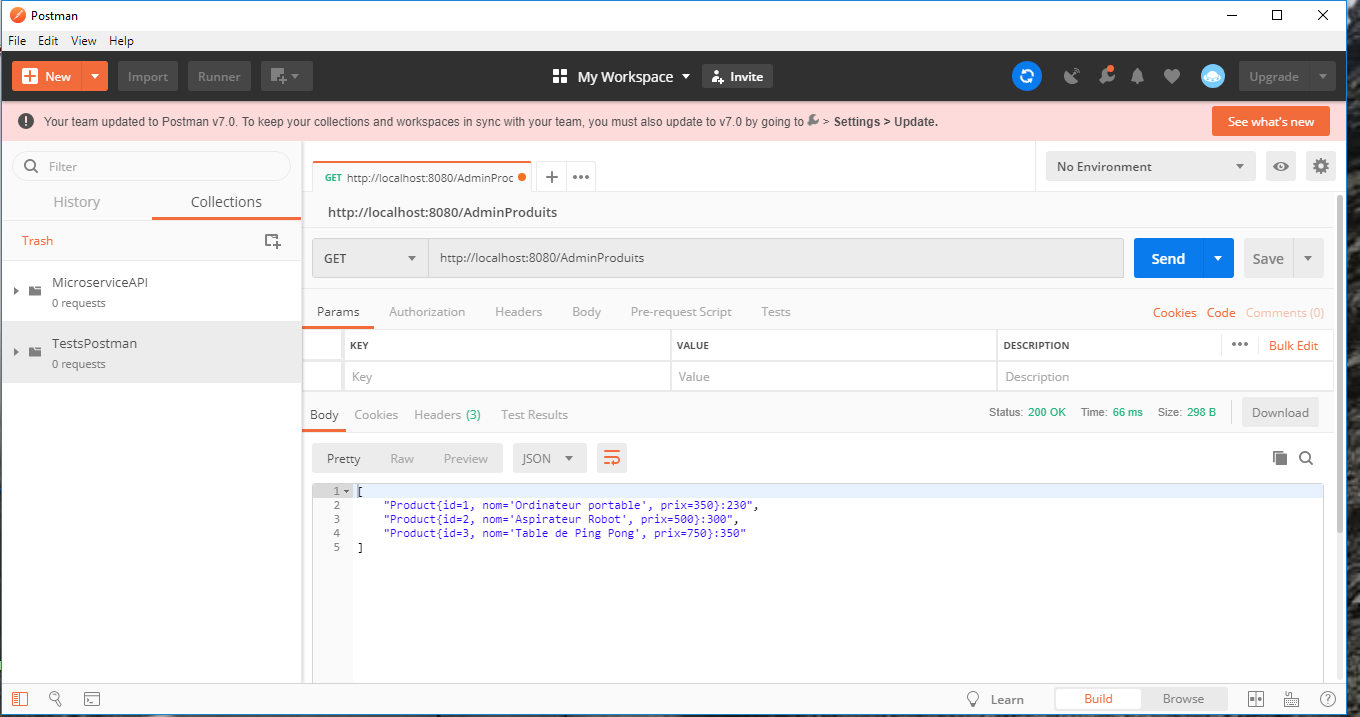 Postman
File Edit View Help
New Import Runner My Workspace Invite Upgrade
Your team updated to Postman v7.0. To keep your collections and workspaces in sync with your team, you must also update to v7.0 by going to > Settings > Update. See what's new
Filter
History Collections
Trash
MicroserviceAPI
0 requests
TestsPostman
0 requests
GET http://localhost:8080/AdminProc
No Environment
http://localhost:8080/AdminProduits
GET http://localhost:8080/AdminProduits Send Save
Params Authorization Headers Body Pre-request Script Tests Cookies Code Comments (0)
KEY VALUE DESCRIPTION Bulk Edit
Key Value Description
Body Cookies Headers (3) Test Results Status: 200 OK Time: 66 ms Size: 298 B Download
Pretty Raw Preview JSON
1 [
2 "Product{id=1, nom='Ordinateur portable', prix=350}:230",
3 "Product{id=2, nom='Aspirateur Robot', prix=500}:300",
4 "Product{id=3, nom='Table de Ping Pong', prix=750}:350"
5 ]
Learn Build Browse